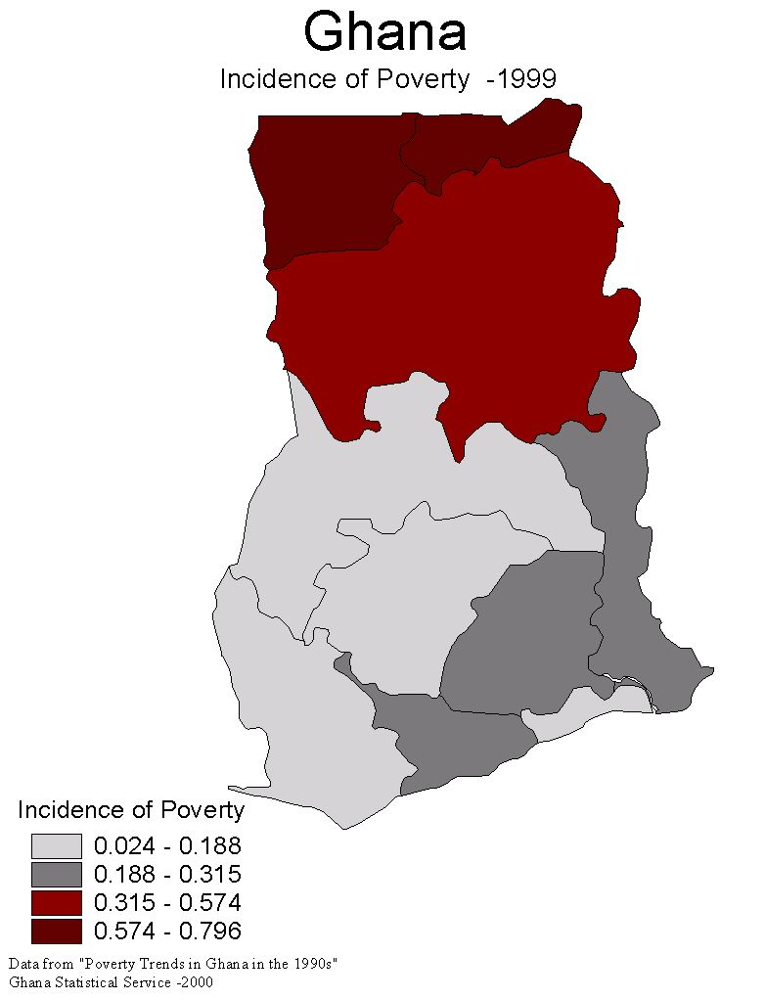 Ghana
Incidence of Poverty -1999
Incidence of Poverty
0.024 - 0.188
0.188 - 0.315
0.315 - 0.574
0.574 - 0.796
Data from "Poverty Trends in Ghana in the 1990s"
Ghana Statistical Service -2000